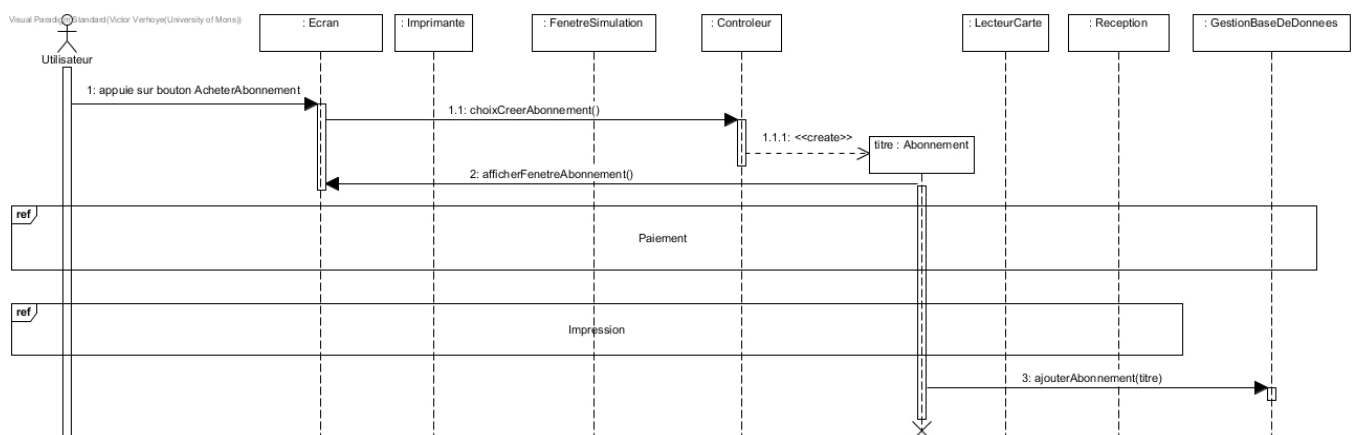 Visual Paradigm Standard(Victor Verhoye(University of Mons))
Utilisateur
: Ecran
: Imprimante
: FenetreSimulation
: Controleur
: LecteurCarte
: Reception
: GestionBaseDeDonnees
1: appuie sur bouton AcheterAbonnement
1.1: choixCreerAbonnement()
1.1.1: <<create>>
titre : Abonnement
2: afficherFenetreAbonnement()
ref
Paiement
ref
Impression
3: ajouterAbonnement(titre)